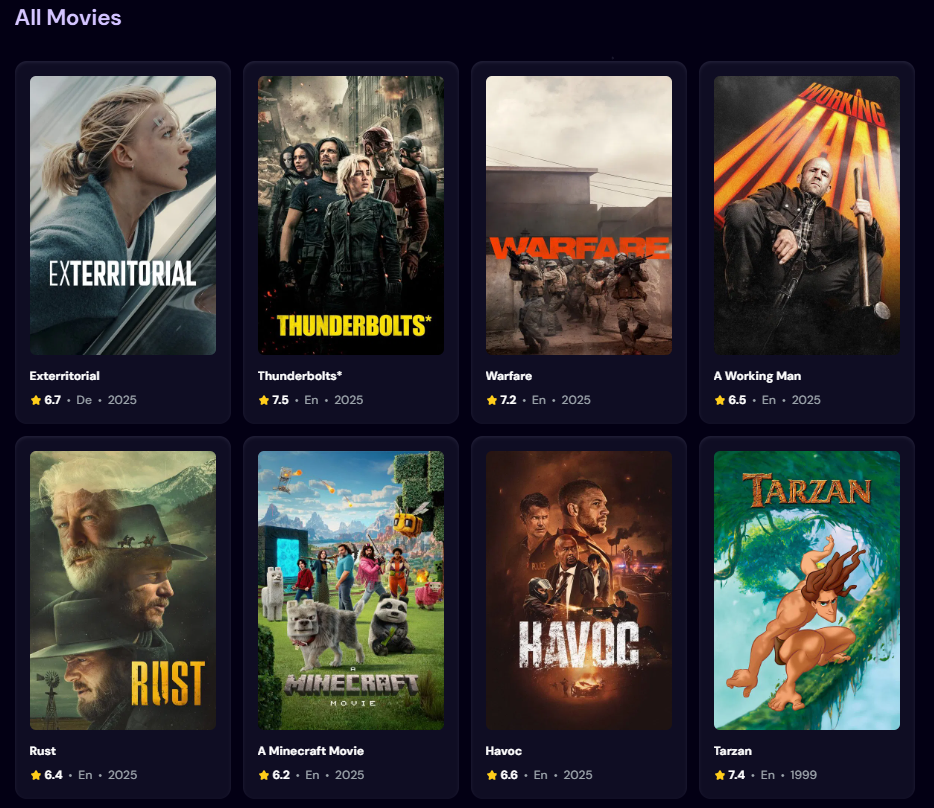 All Movies
EXTERRITORIAL
THUNDERBOLTS*
WARFARE
A
WORKING
MAN
Exterritorial
Thunderbolts*
Warfare
A Working Man
6.7 • De • 2025
7.5 • En • 2025
7.2 • En • 2025
6.5 • En • 2025
RUST
A
MINECRAFT
MOVIE
HAVOC
TARZAN
Rust
A Minecraft Movie
Havoc
Tarzan
6.4 • En • 2025
6.2 • En • 2025
6.6 • En • 2025
7.4 • En • 1999